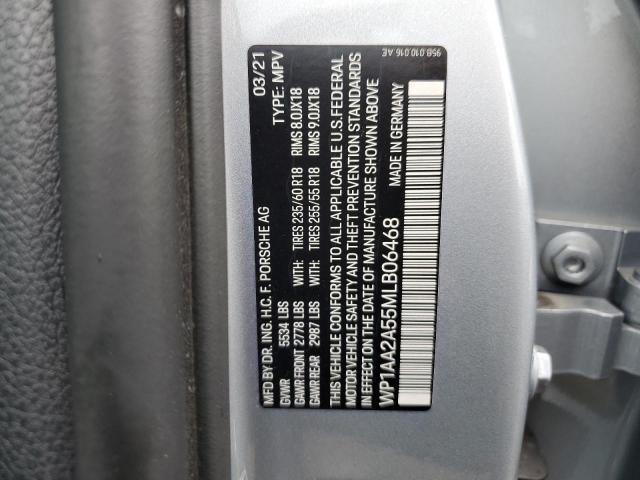 MFD BY DR. ING. H.C. F. PORSCHE AG 03/21
GVWR 5534 LBS TYPE: MPV
GAWR FRONT 2778 LBS TIRES 235/60 R18 RIMS 8.0JX18
GAWR REAR 2987 LBS TIRES 255/55 R18 RIMS 9.0JX18
THIS VEHICLE CONFORMS TO ALL APPLICABLE U.S. FEDERAL
MOTOR VEHICLE SAFETY AND THEFT PREVENTION STANDARDS
IN EFFECT ON THE DATE OF MANUFACTURE SHOWN ABOVE
WP1AA2A55MLB06468 MADE IN GERMANY
95B 010 016 AE